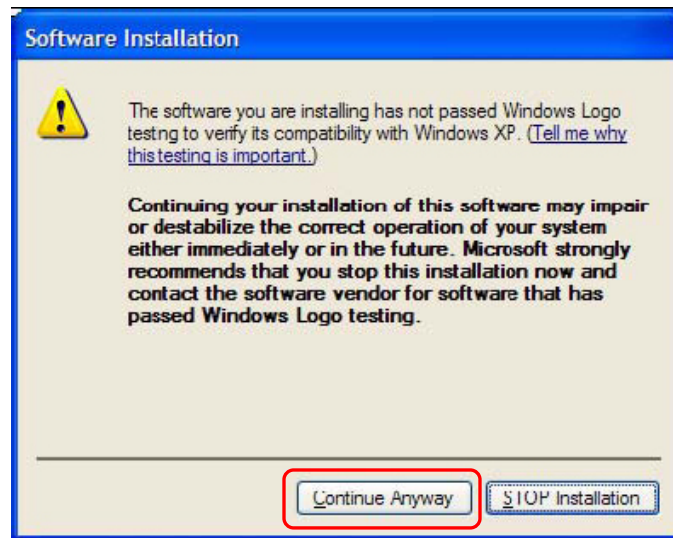 Software Installation
The software you are installing has not passed Windows Logo
testing to verify its compatibility with Windows XP. (Tell me why
this testing is important.)
Continuing your installation of this software may impair
or destabilize the correct operation of your system
either immediately or in the future. Microsoft strongly
recommends that you stop this installation now and
contact the software vendor for software that has
passed Windows Logo testing.
Continue Anyway STOP Installation